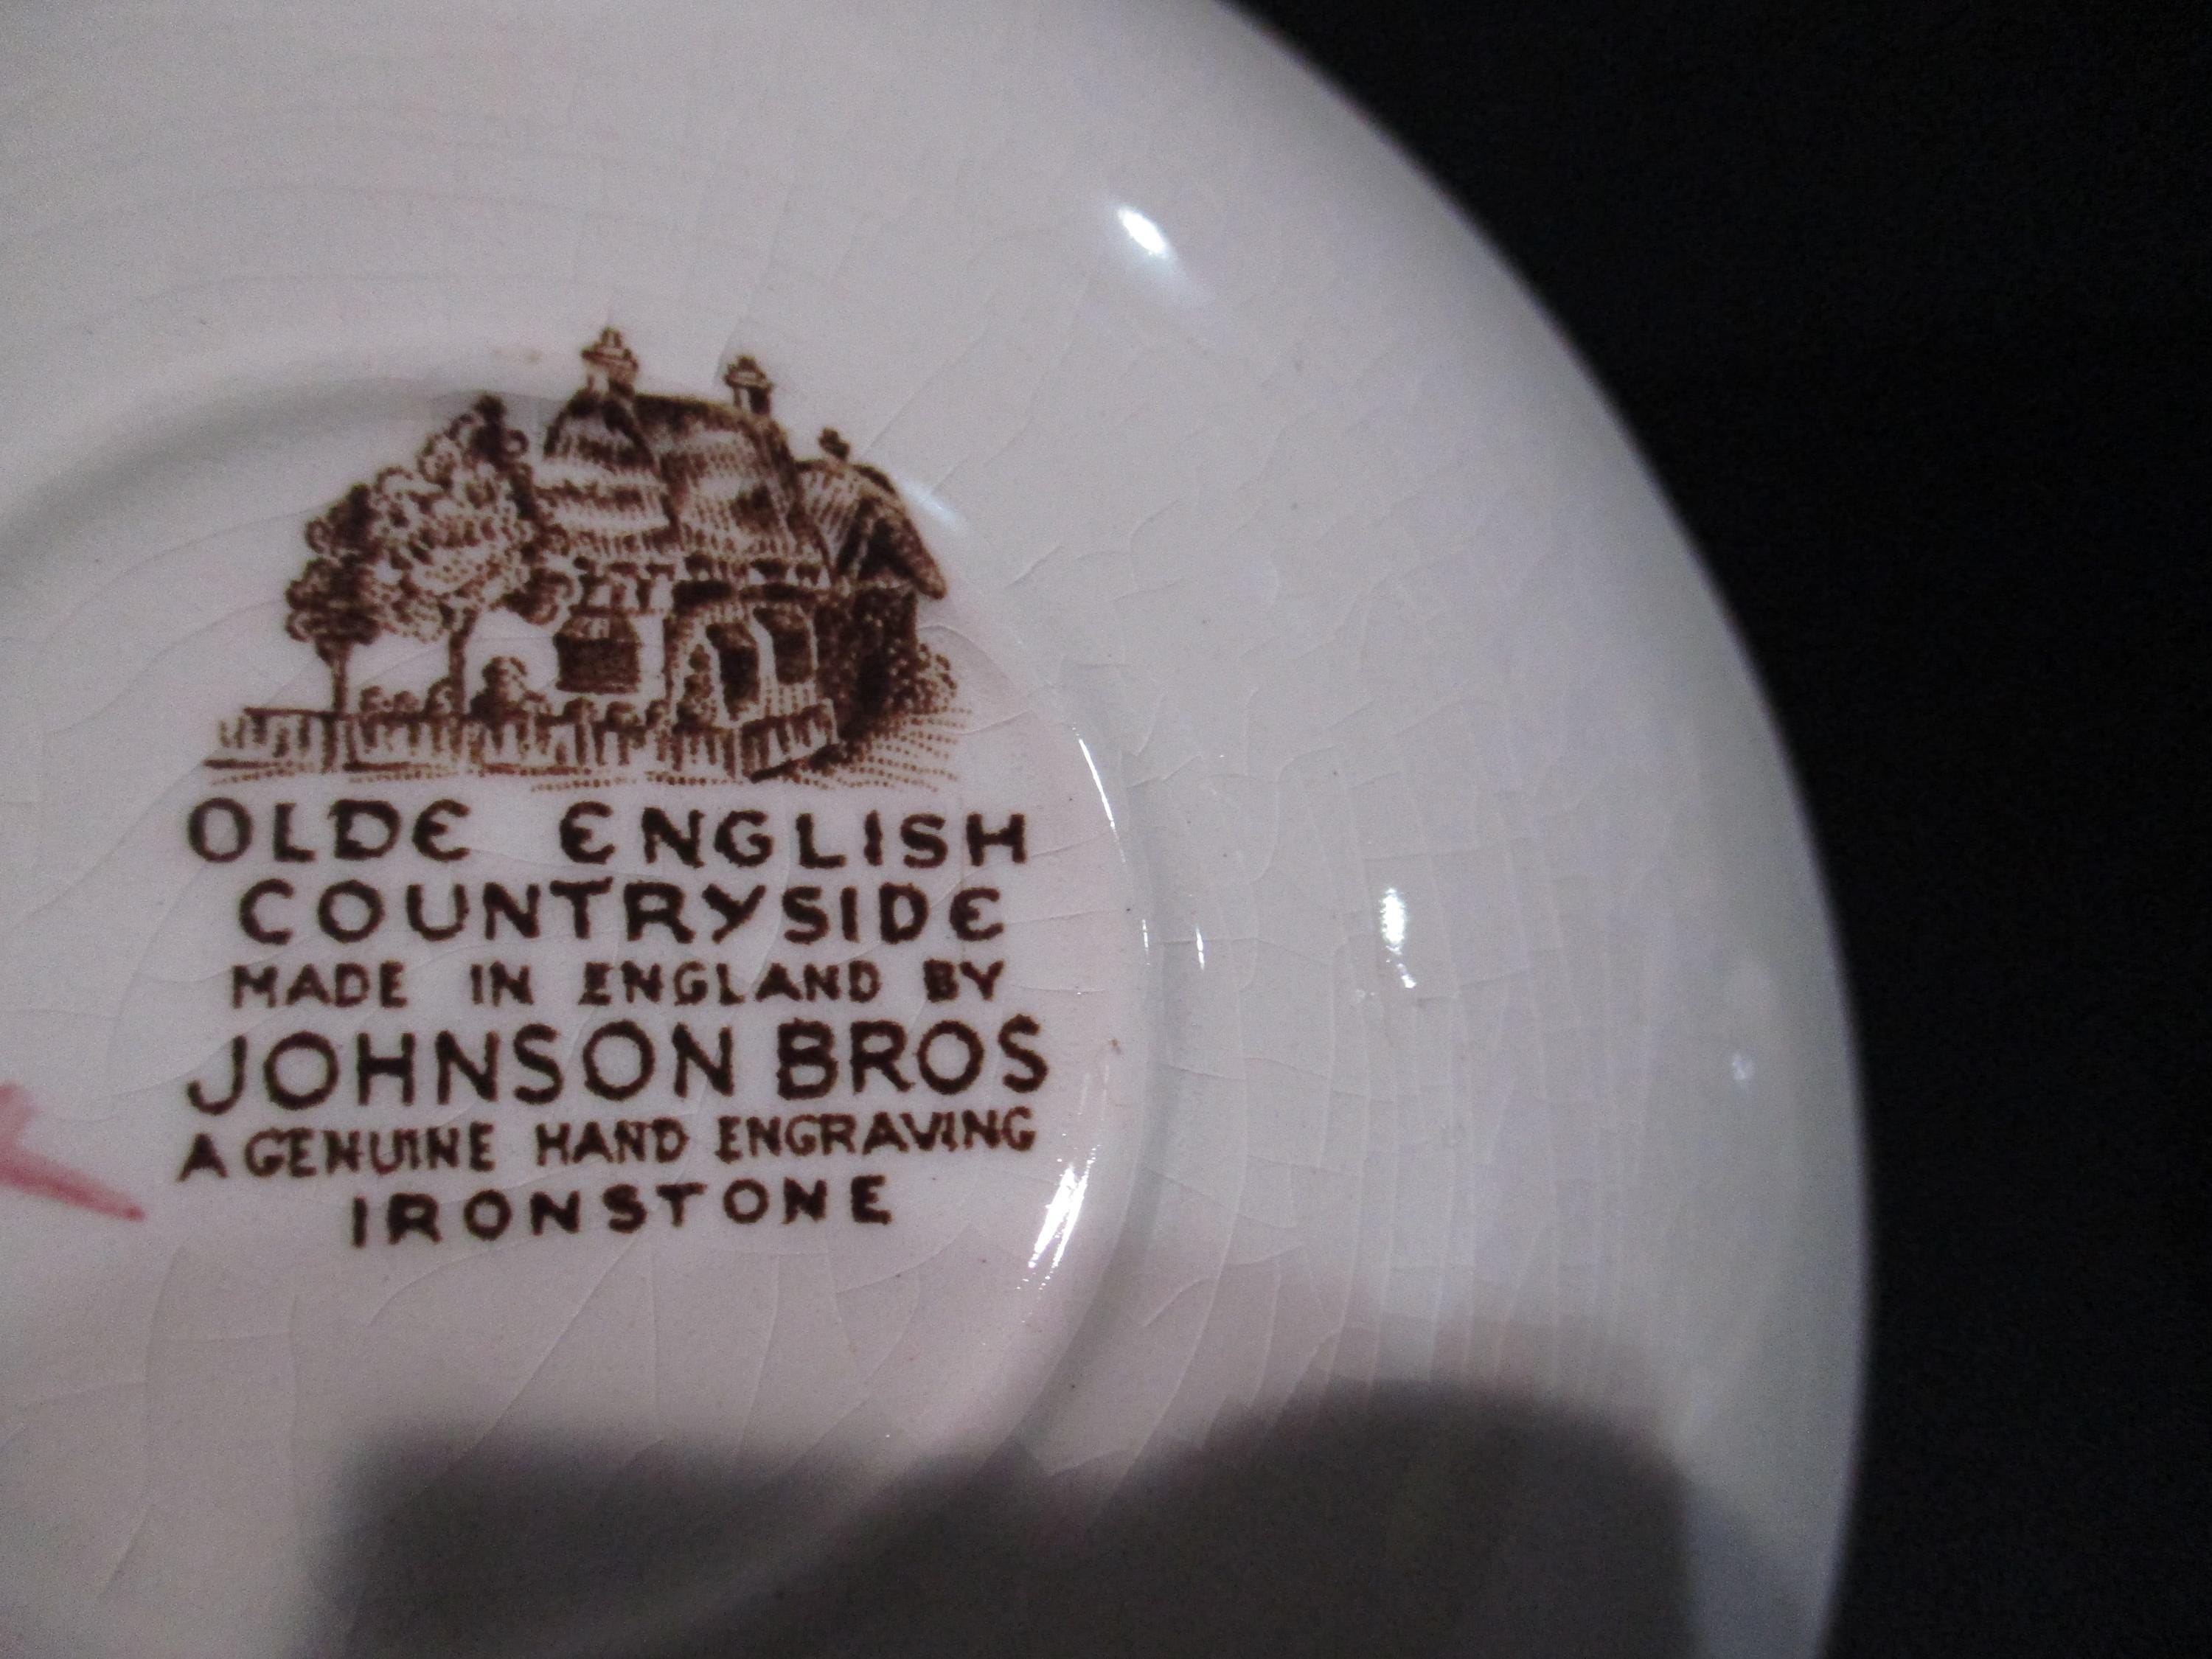 OLDE ENGLISH
COUNTRYSIDE
MADE IN ENGLAND BY
JOHNSON BROS
A GENUINE HAND ENGRAVING
IRONSTONE